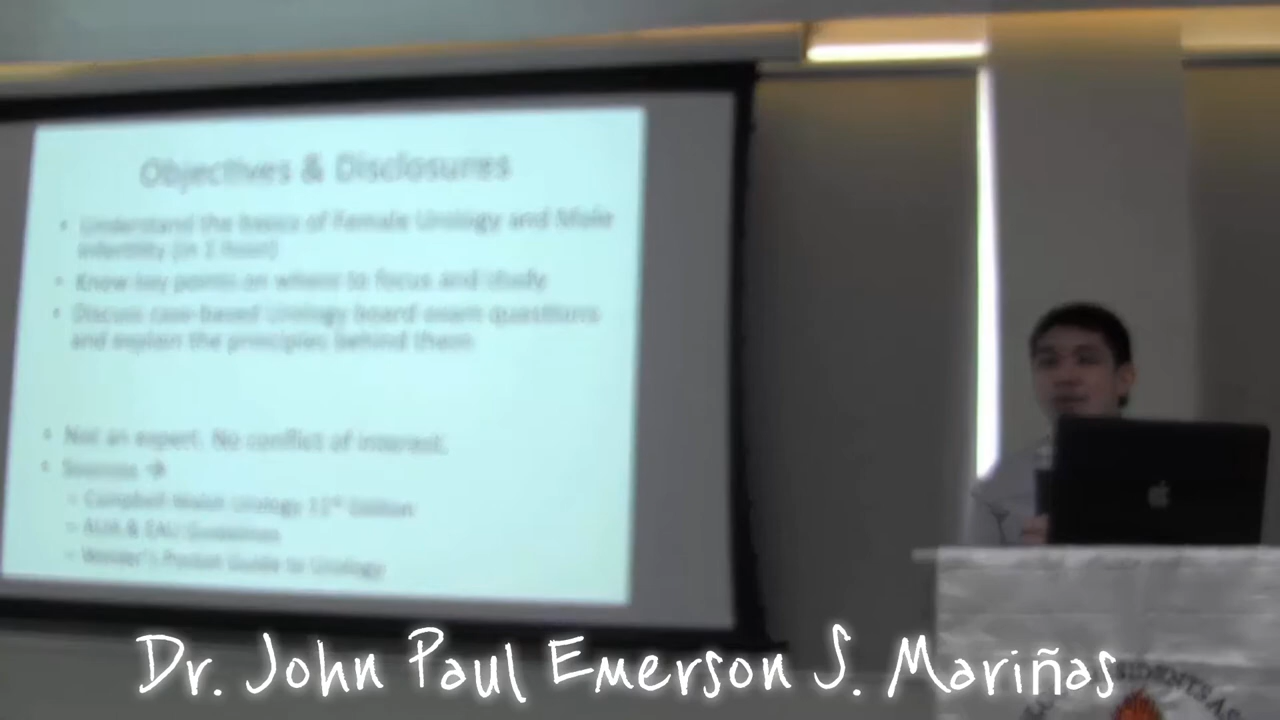 Objectives & Disclosures
• Understand the basics of Female Urology and Male
Infertility (in 1 hour)
• Know key points on where to focus and study
• Discuss case-based Urology board exam questions
and explain the principles behind them
• Not an expert. No conflict of interest.
• Sources →
– Campbell Walsh Urology 11th Edition
– AUA & EAU Guidelines
– Pocket Guide to Urology
Dr. John Paul Emerson S. Mariñas